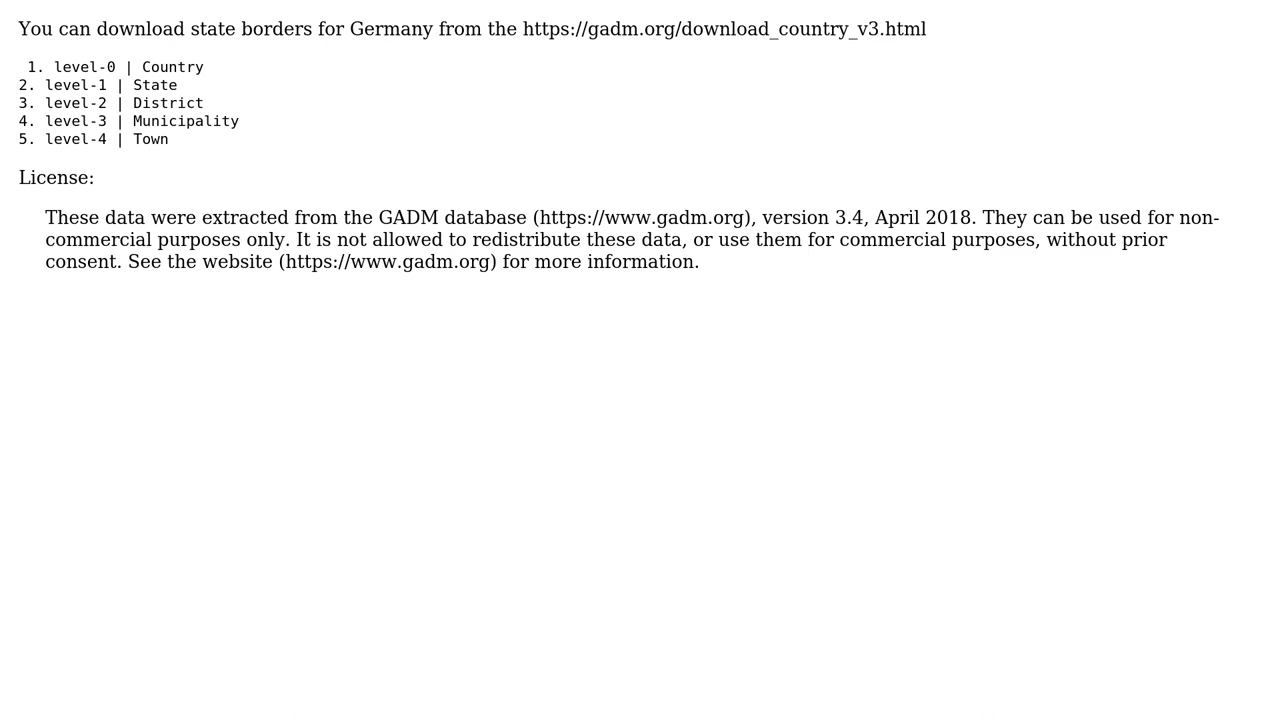 You can download state borders for Germany from the https://gadm.org/download_country_v3.html
1. level-0 | Country
2. level-1 | State
3. level-2 | District
4. level-3 | Municipality
5. level-4 | Town
License:
These data were extracted from the GADM database (https://www.gadm.org), version 3.4, April 2018. They can be used for non-
commercial purposes only. It is not allowed to redistribute these data, or use them for commercial purposes, without prior
consent. See the website (https://www.gadm.org) for more information.